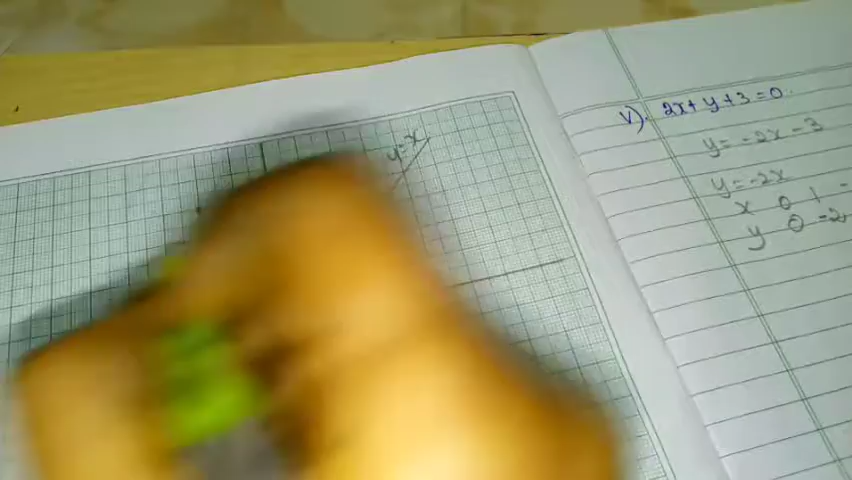 y=x
v). 2x+y+3=0.
y= -2x-3
y=-2x
x 0 1 -
y 0 -2